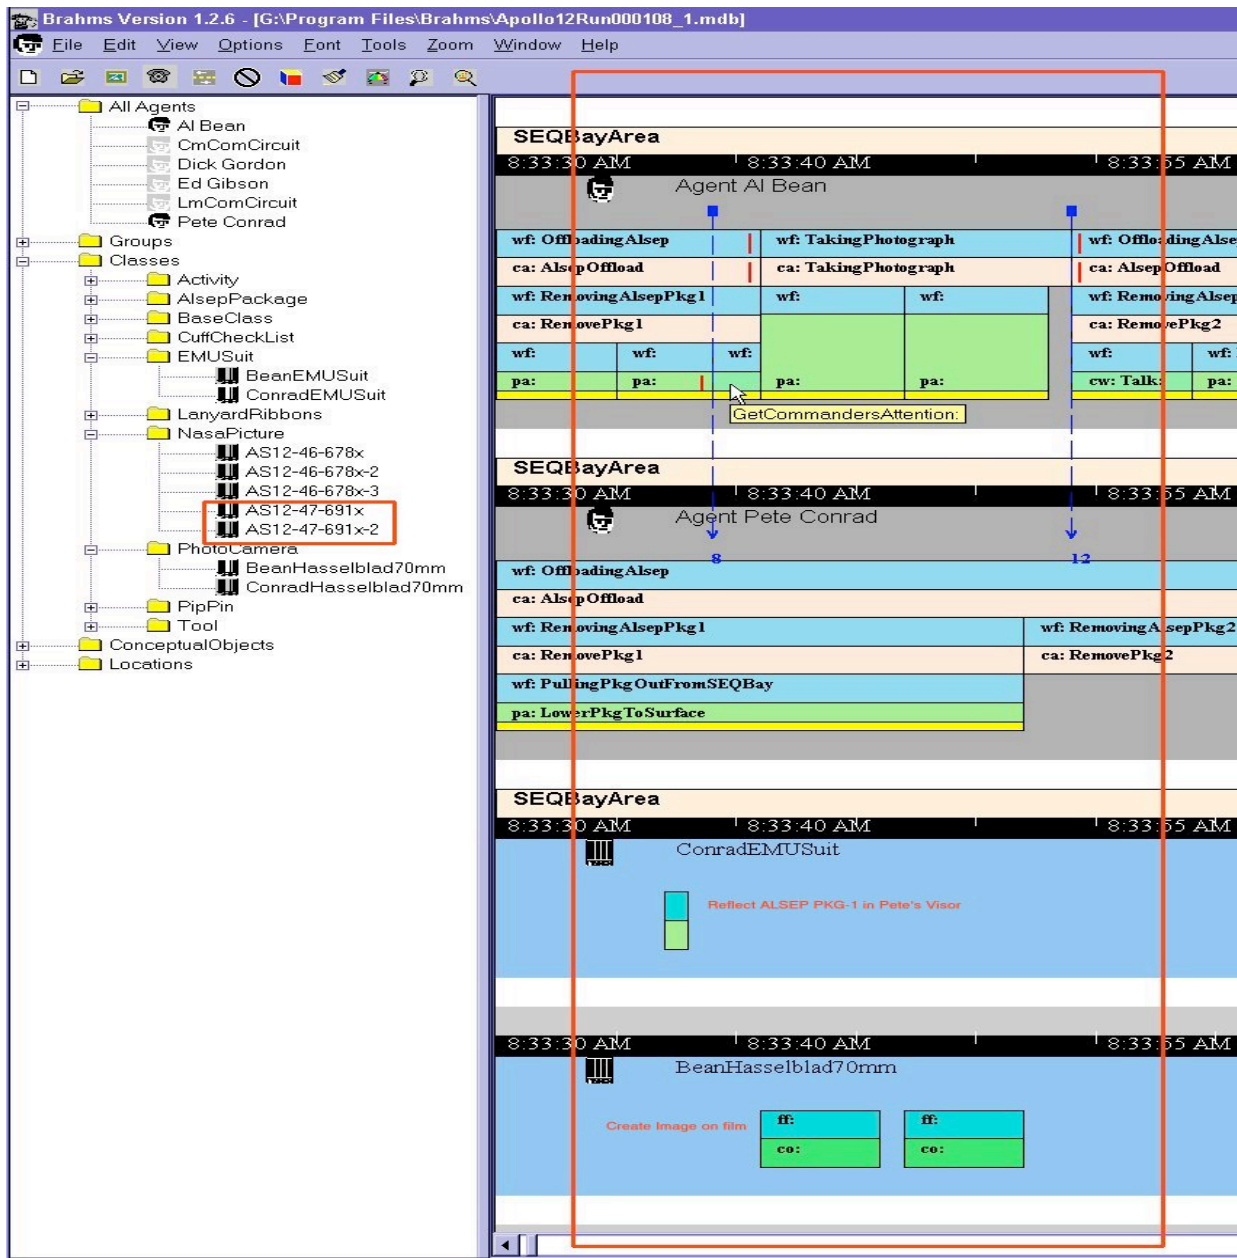 Brahms Version 1.2.6 - [G:\Program Files\Brahms\Apollo12Run000108_1.mdb]
File Edit View Options Font Tools Zoom Window Help
All Agents
Al Bean
CmComCircuit
Dick Gordon
Ed Gibson
LmComCircuit
Pete Conrad
Groups
Classes
Activity
AlsepPackage
BaseClass
CuffCheckList
EMUSuit
BeanEMUSuit
ConradEMUSuit
LanyardRibbons
NasaPicture
AS12-46-678x
AS12-46-678x-2
AS12-46-678x-3
AS12-47-691x
AS12-47-691x-2
PhotoCamera
BeanHasselblad70mm
ConradHasselblad70mm
PipPin
Tool
ConceptualObjects
Locations
SEQBayArea
8:33:30 AM 8:33:40 AM 8:33:55 AM
Agent Al Bean
wf: OffloadingAlsep wf: TakingPhotograph wf: OffloadingAlse
ca: AlsepOffload ca: TakingPhotograph ca: AlsepOffload
wf: RemovingAlsepPkg1 wf: wf: wf: RemovingAlsep
ca: RemovePkg1 ca: RemovePkg2
wf: wf: wf: wf: wf:
pa: pa: pa: pa: cw: Talk: pa:
GetCommandersAttention:
SEQBayArea
8:33:30 AM 8:33:40 AM 8:33:55 AM
Agent Pete Conrad
8 12
wf: OffloadingAlsep
ca: AlsepOffload
wf: RemovingAlsepPkg1 wf: RemovingAlsepPkg2
ca: RemovePkg1 ca: RemovePkg2
wf: PullingPkgOutFromSEQBay
pa: LowerPkgToSurface
SEQBayArea
8:33:30 AM 8:33:40 AM 8:33:55 AM
ConradEMUSuit
Reflect ALSEP PKG-1 in Pete's Visor
8:33:30 AM 8:33:40 AM 8:33:55 AM
BeanHasselblad70mm
Create Image on film
ff: ff:
co: co: